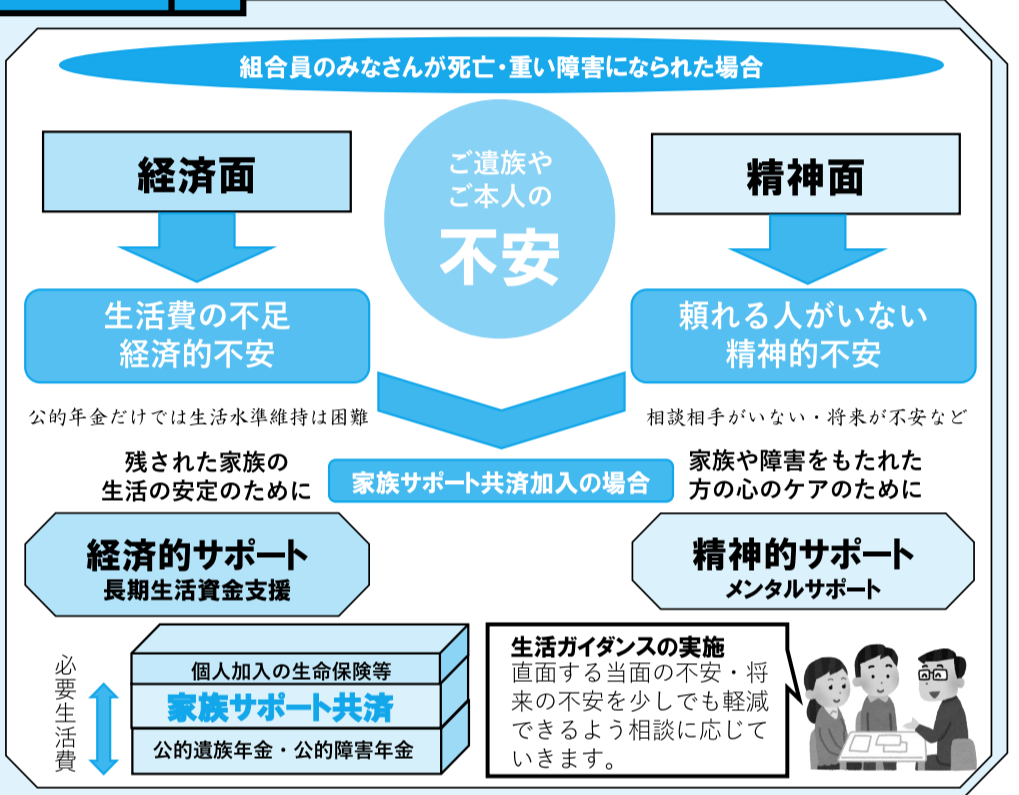 組合員のみなさんが死亡・重い障害になられた場合
経済面
ご遺族や
ご本人の
不安
精神面
生活費の不足
経済的不安
頼れる人がいない
精神的不安
公的年金だけでは生活水準維持は困難
相談相手がいない・将来が不安など
残された家族の
生活の安定のために
家族サポート共済加入の場合
家族や障害をもたれた
方の心のケアのために
経済的サポート
長期生活資金支援
精神的サポート
メンタルサポート
必要生活費
個人加入の生命保険等
家族サポート共済
公的遺族年金・公的障害年金
生活ガイダンスの実施
直面する当面の不安・将
来の不安を少しでも軽減
できるよう相談に応じて
いきます。